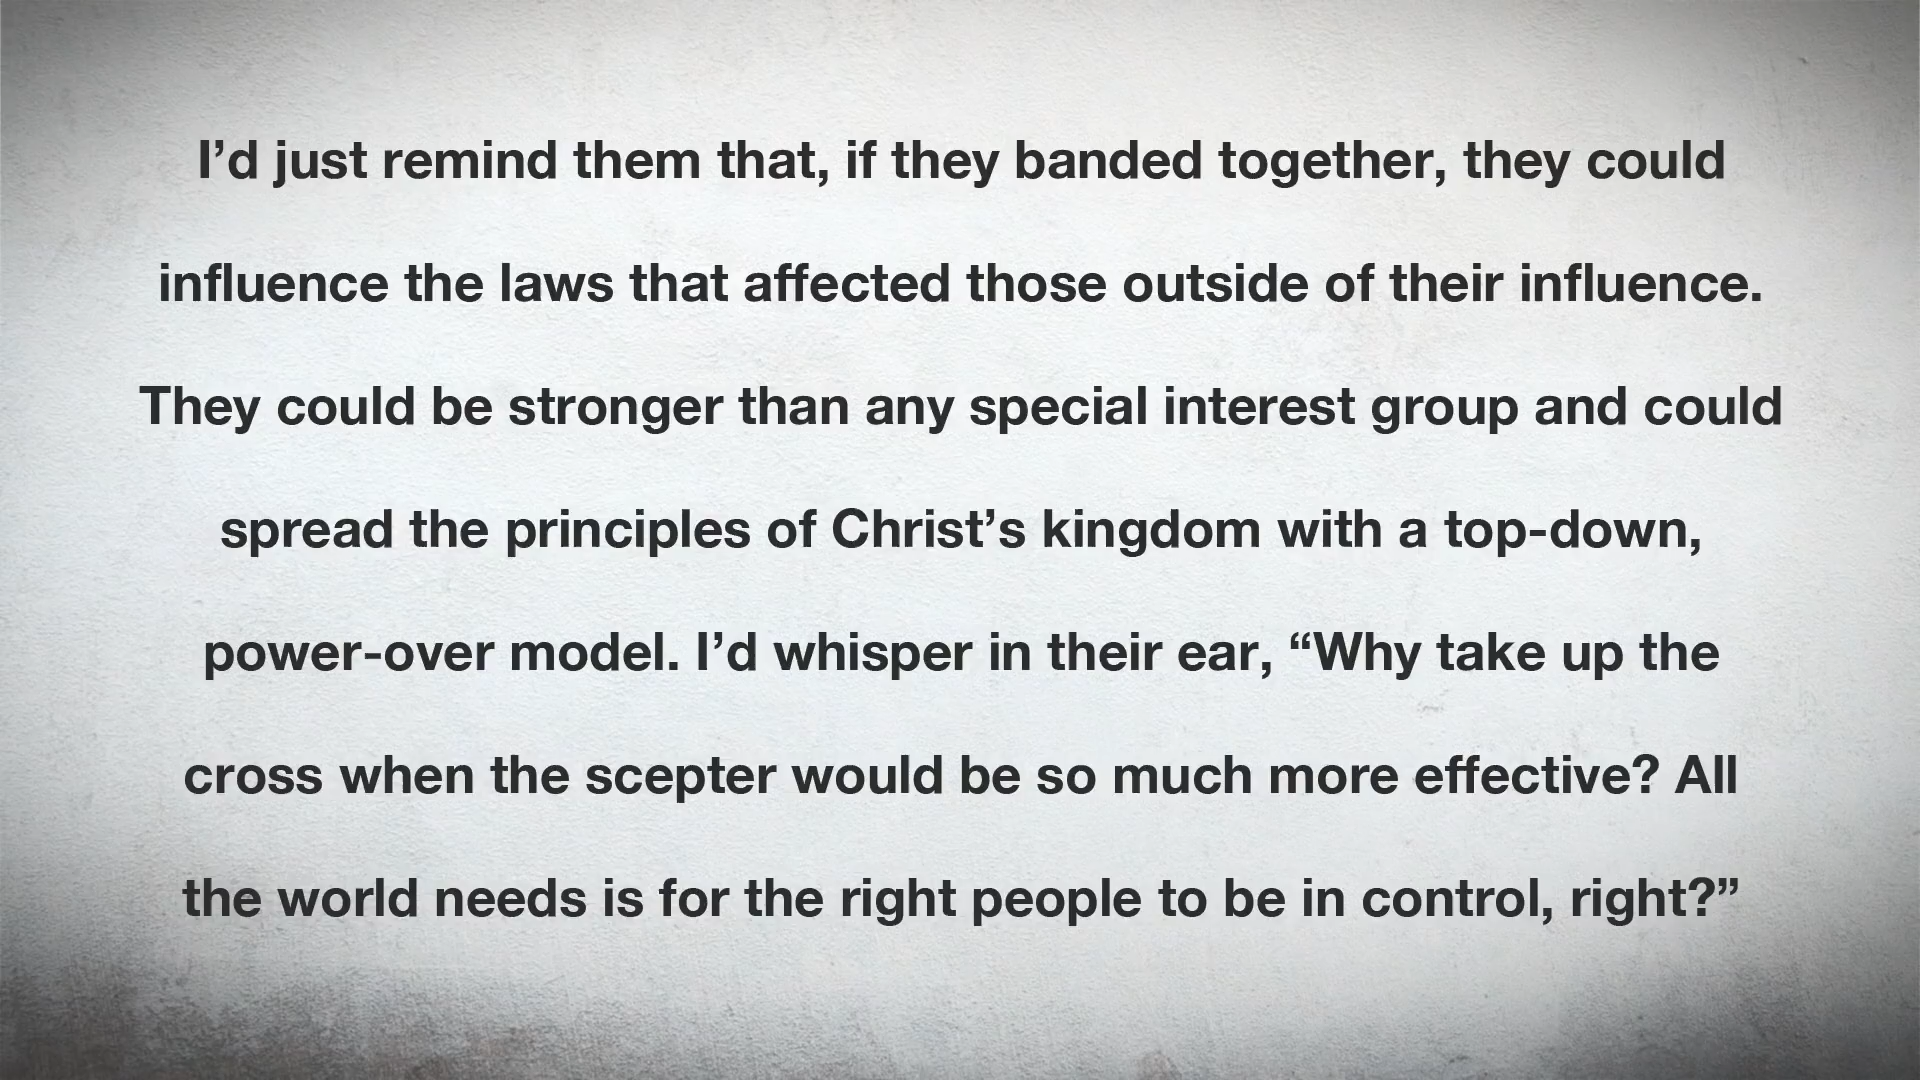 I’d just remind them that, if they banded together, they could
influence the laws that affected those outside of their influence.
They could be stronger than any special interest group and could
spread the principles of Christ’s kingdom with a top-down,
power-over model. I’d whisper in their ear, “Why take up the
cross when the scepter would be so much more effective? All
the world needs is for the right people to be in control, right?”